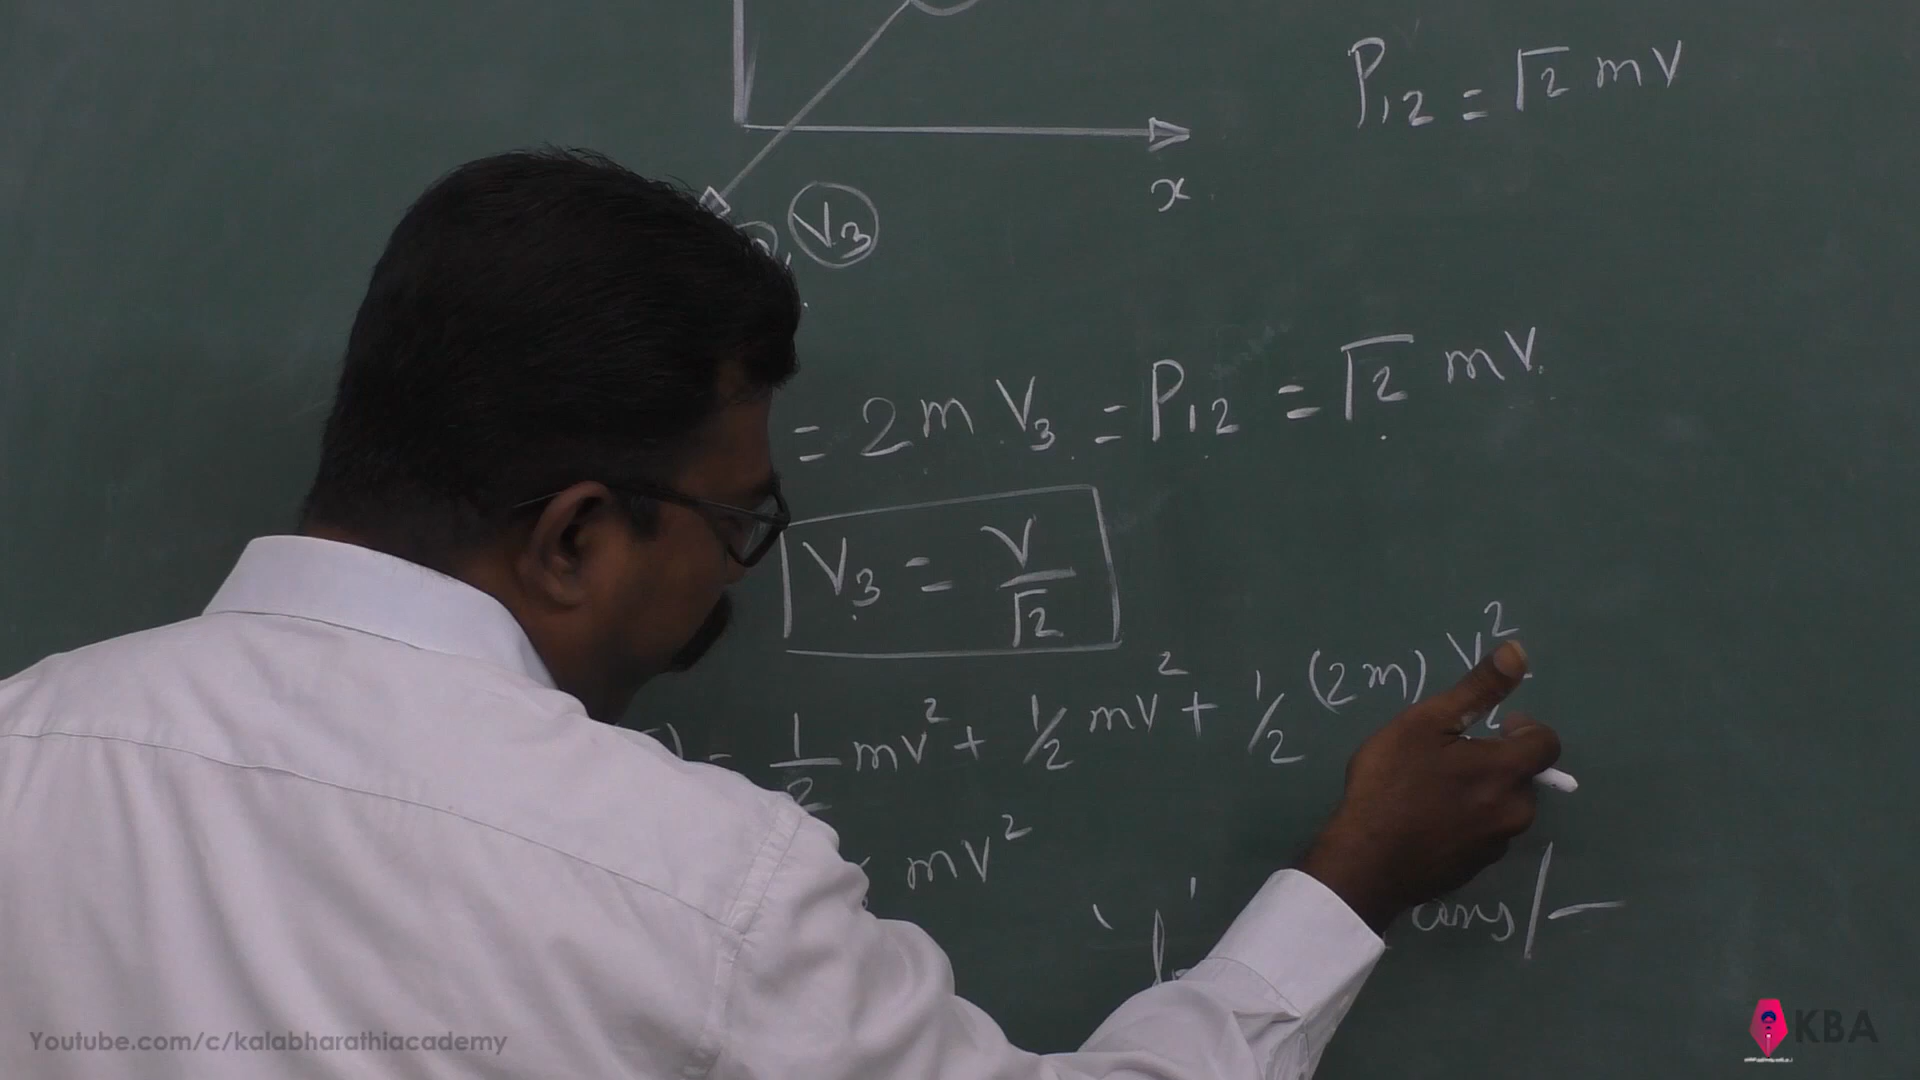 P₁₂ = √2 mV
x
V₃
= 2m V₃ = P₁₂ = √2 mV
V₃ = V/√2
) = 1/2 mv² + 1/2 mv² + 1/2 (2m) V²/2
mv²
ans/-
Youtube.com/c/kalabharathiacademy
KBA